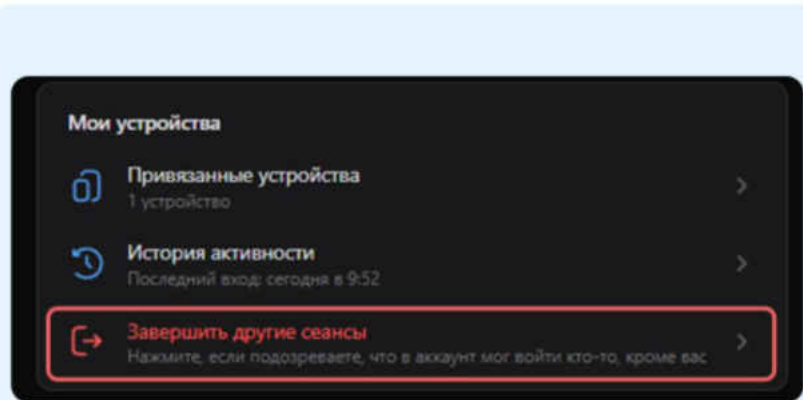 Мои устройства
Привязанные устройства
1 устройство
История активности
Последний вход: сегодня в 9:52
Завершить другие сеансы
Нажмите, если подозреваете, что в аккаунт мог войти кто-то, кроме вас